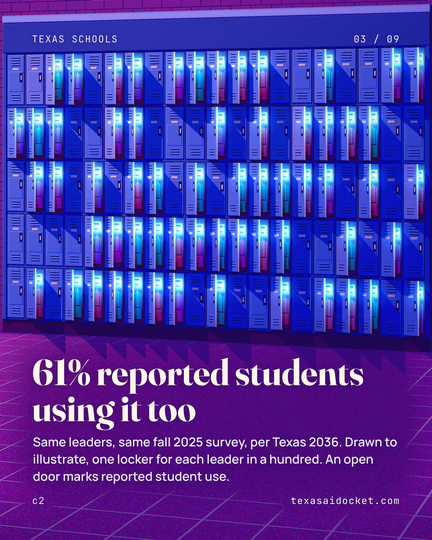 TEXAS SCHOOLS
03 / 09
61% reported students
using it too
Same leaders, same fall 2025 survey, per Texas 2036. Drawn to
illustrate, one locker for each leader in a hundred. An open
door marks reported student use.
c2
texasaidocket.com